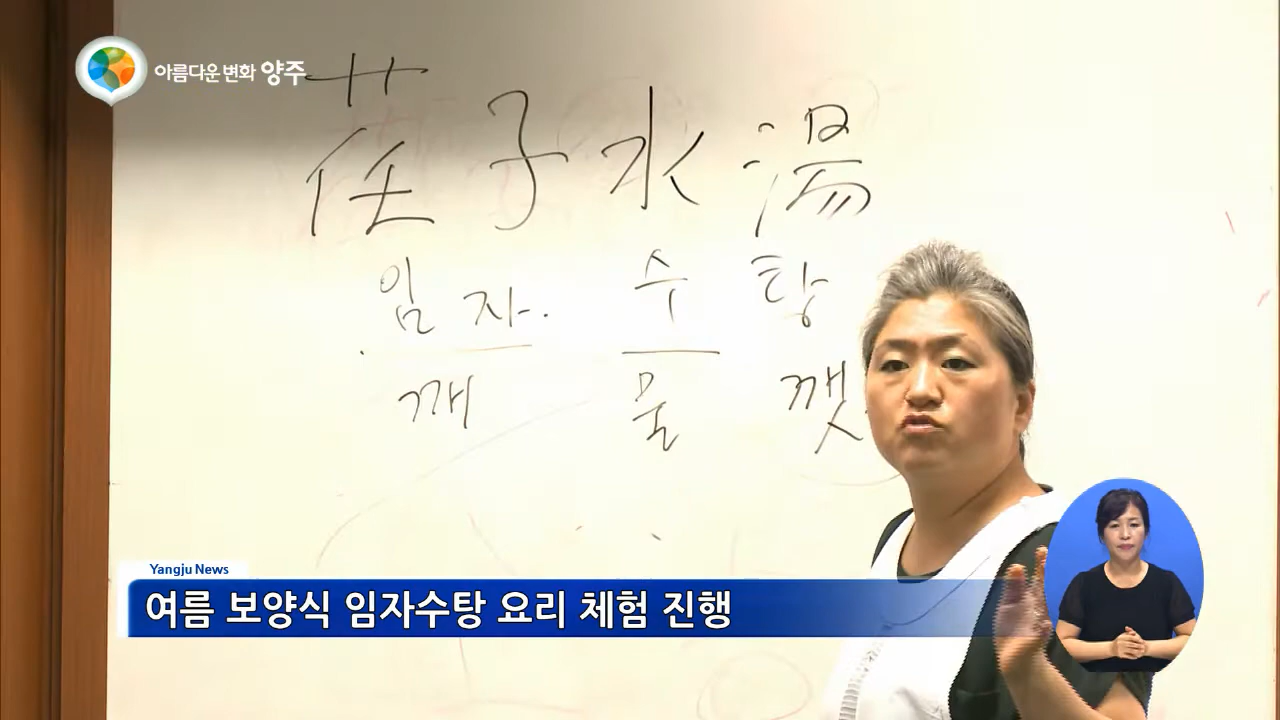 아름다운 변화 양주
荏子水湯
임자. 수탕
깨 물 깻
Yangju News
여름 보양식 임자수탕 요리 체험 진행